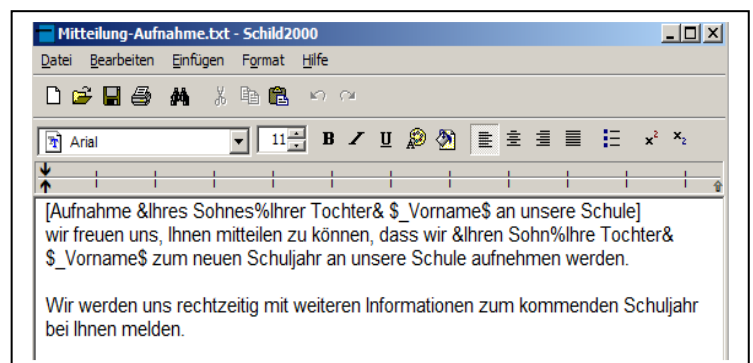 Mitteilung-Aufnahme.txt - Schild2000
Datei Bearbeiten Einfügen Format Hilfe
Arial 11 B I U A x² x₂
[Aufnahme &Ihres Sohnes%Ihrer Tochter& $_Vorname$ an unsere Schule]
wir freuen uns, Ihnen mitteilen zu können, dass wir &Ihren Sohn%Ihre Tochter&
$_Vorname$ zum neuen Schuljahr an unsere Schule aufnehmen werden.
Wir werden uns rechtzeitig mit weiteren Informationen zum kommenden Schuljahr
bei Ihnen melden.